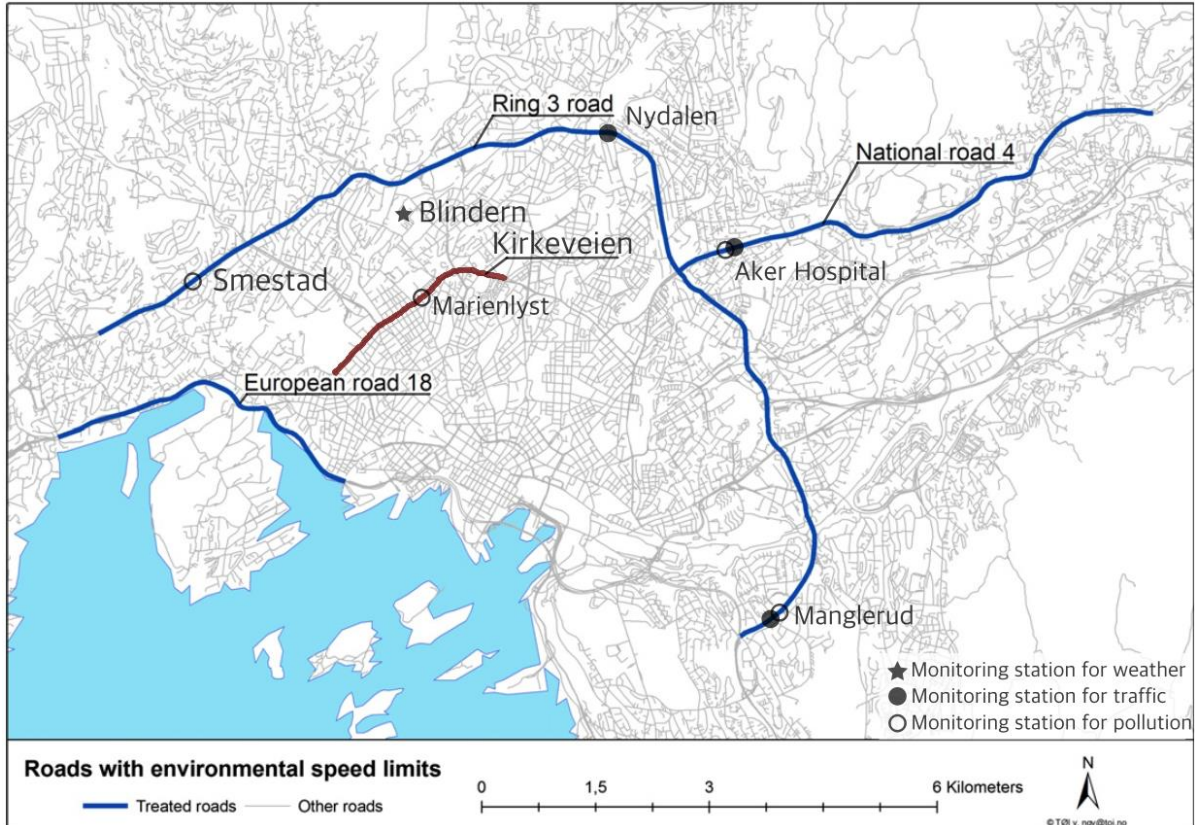 Ring 3 road
Nydalen
National road 4
Blindern
Kirkeveien
Aker Hospital
Smestad
Marienlyst
European road 18
Manglerud
Monitoring station for weather
Monitoring station for traffic
Monitoring station for pollution
Roads with environmental speed limits
Treated roads
Other roads
0 1,5 3 6 Kilometers
N